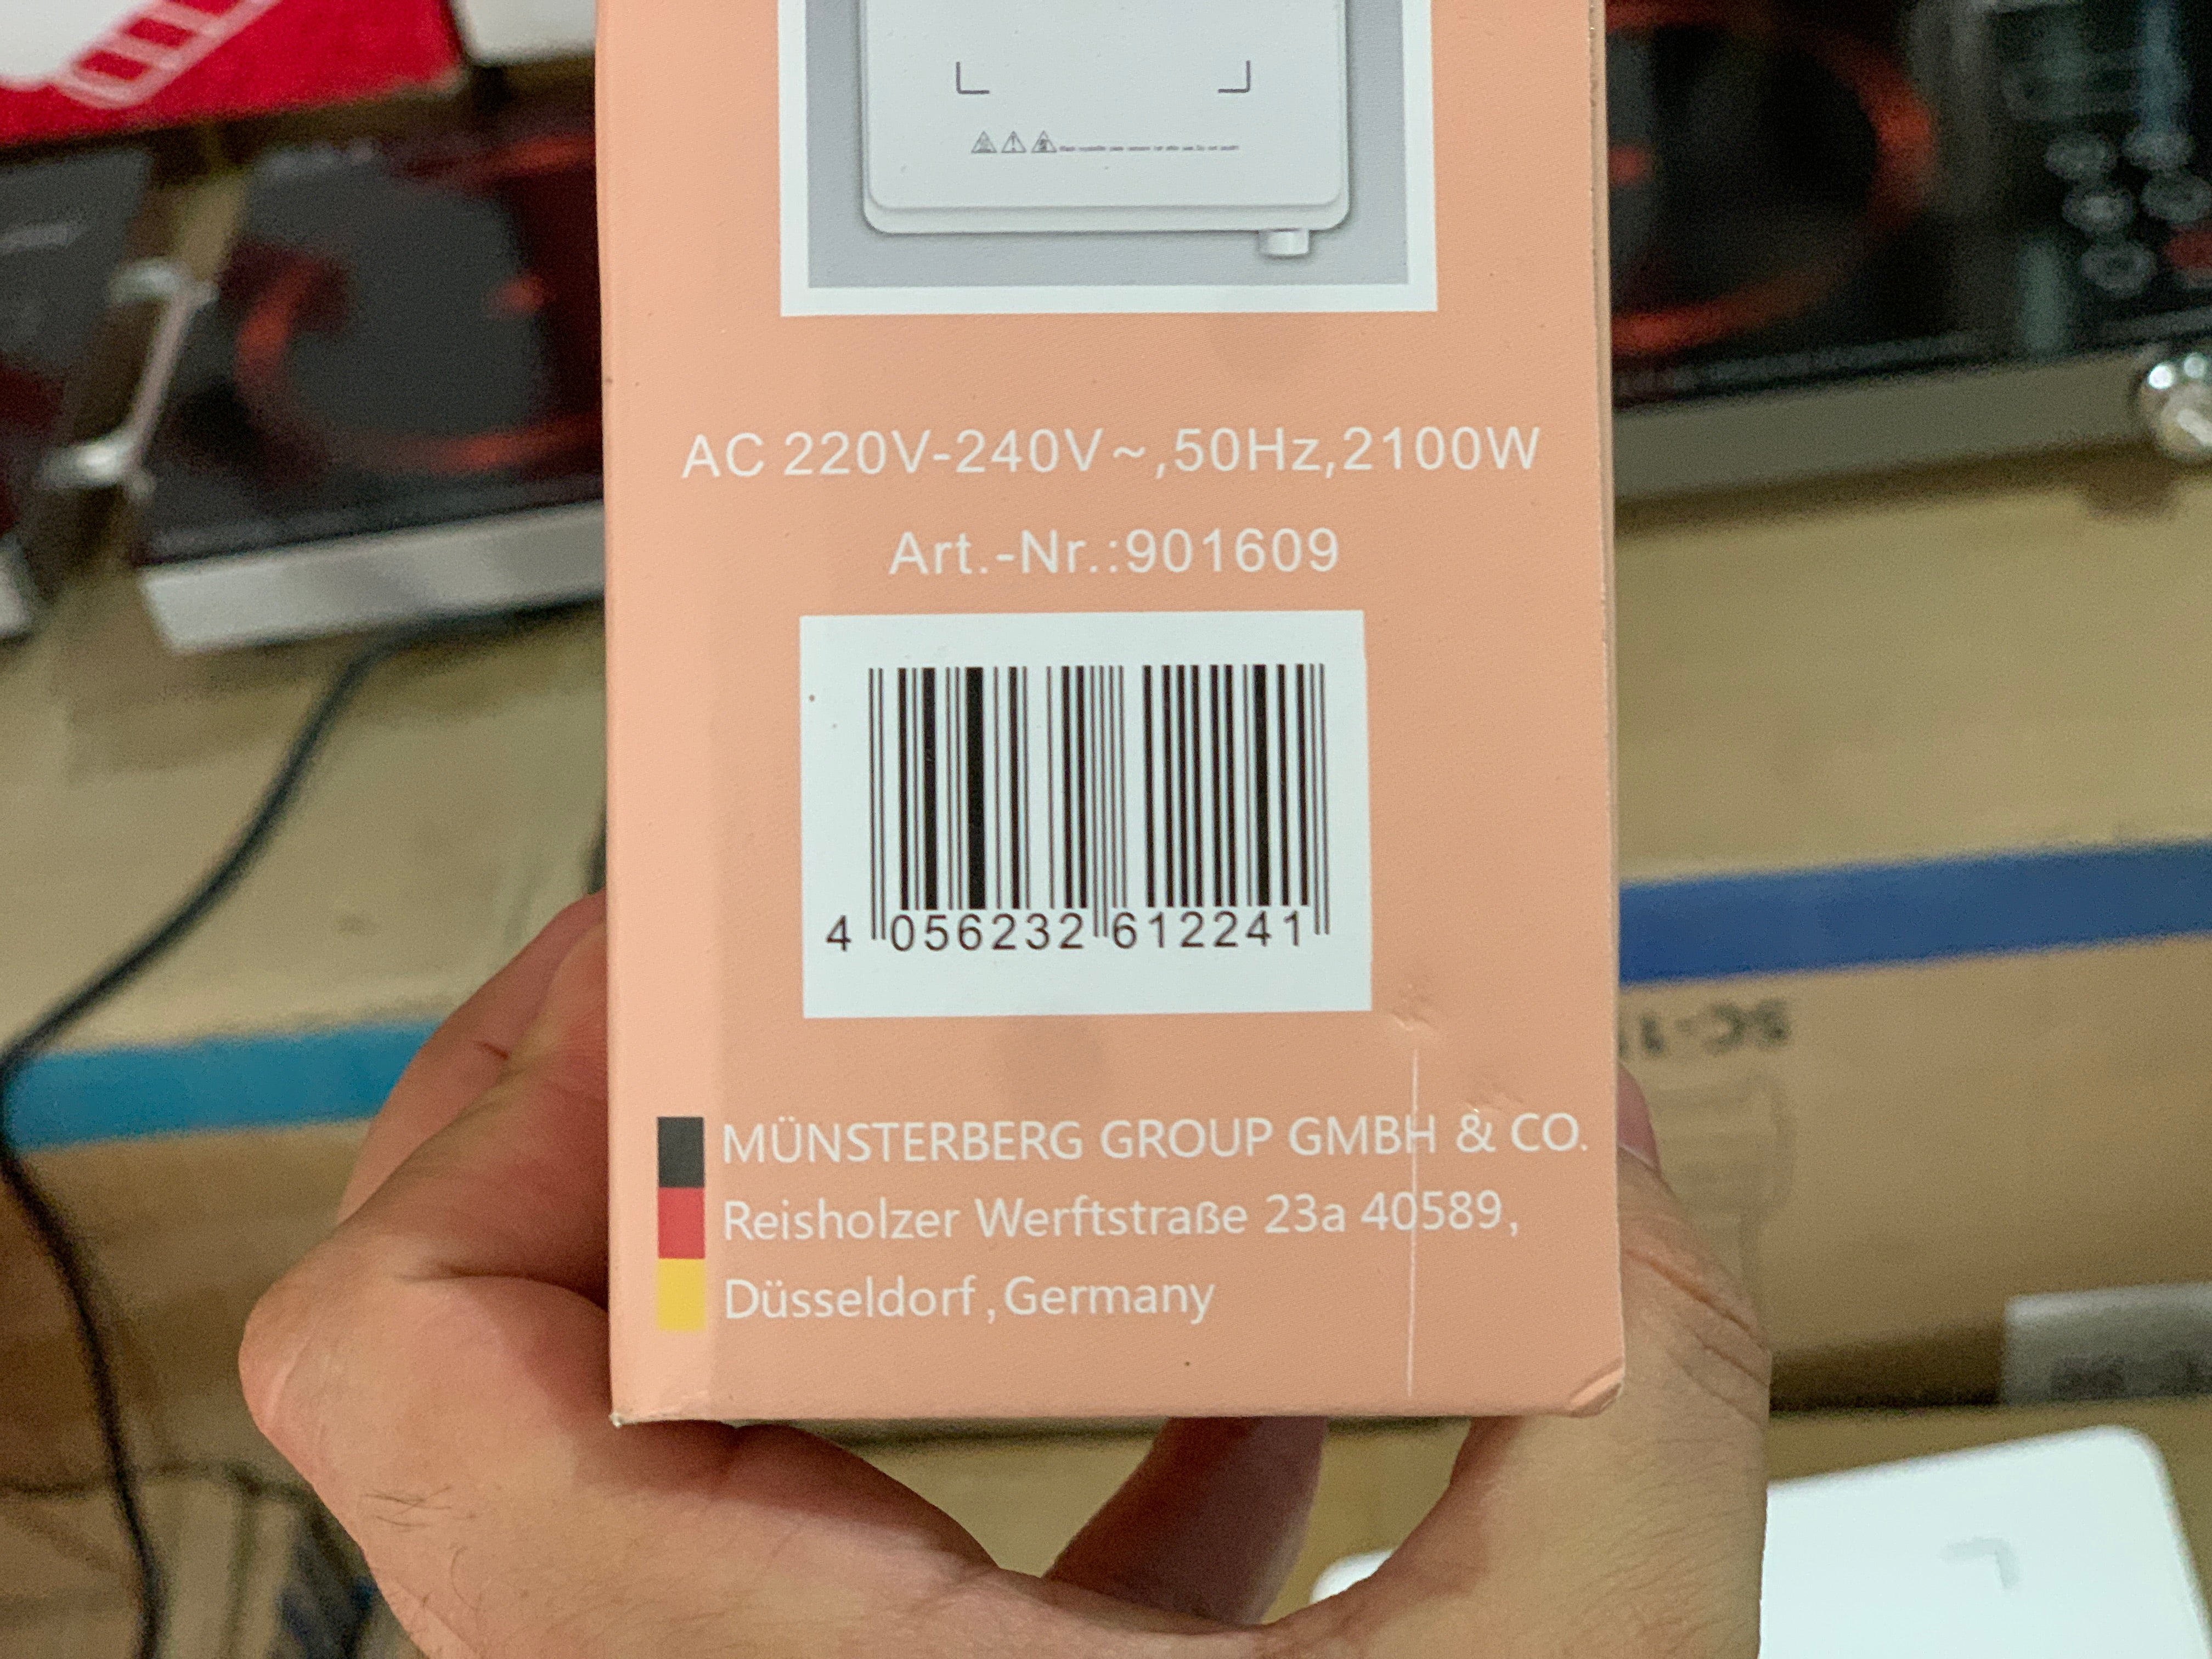 AC 220V-240V~,50Hz,2100W
Art.-Nr.:901609
4 056232 612241
MÜNSTERBERG GROUP GMBH & CO.
Reisholzer Werftstraße 23a 40589,
Düsseldorf,Germany